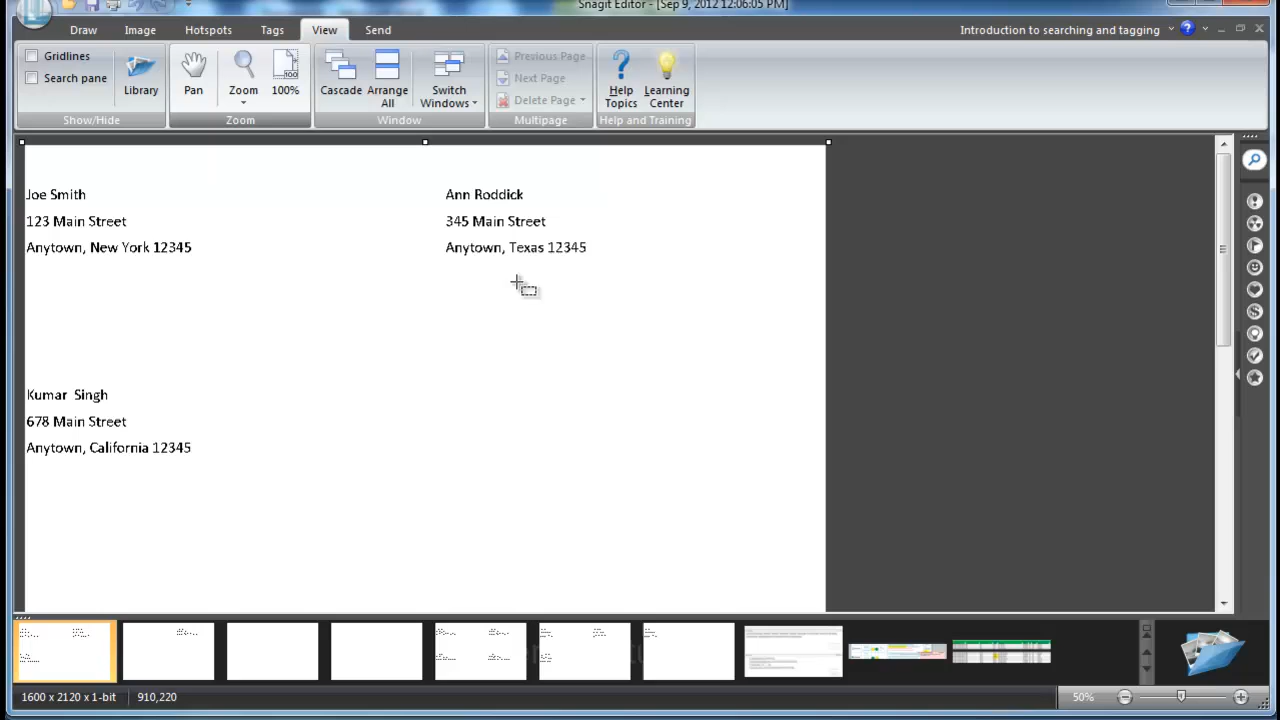 Snagit Editor - [Sep 9, 2012 12:06:05 PM]
Draw Image Hotspots Tags View Send Introduction to searching and tagging
Gridlines
Search pane
Library
Pan
Zoom
100%
Cascade
Arrange All
Switch Windows
Previous Page
Next Page
Delete Page
Help Topics
Learning Center
Show/Hide Zoom Window Multipage Help and Training
Joe Smith
123 Main Street
Anytown, New York 12345
Ann Roddick
345 Main Street
Anytown, Texas 12345
Kumar Singh
678 Main Street
Anytown, California 12345
1600 x 2120 x 1-bit 910,220 50%